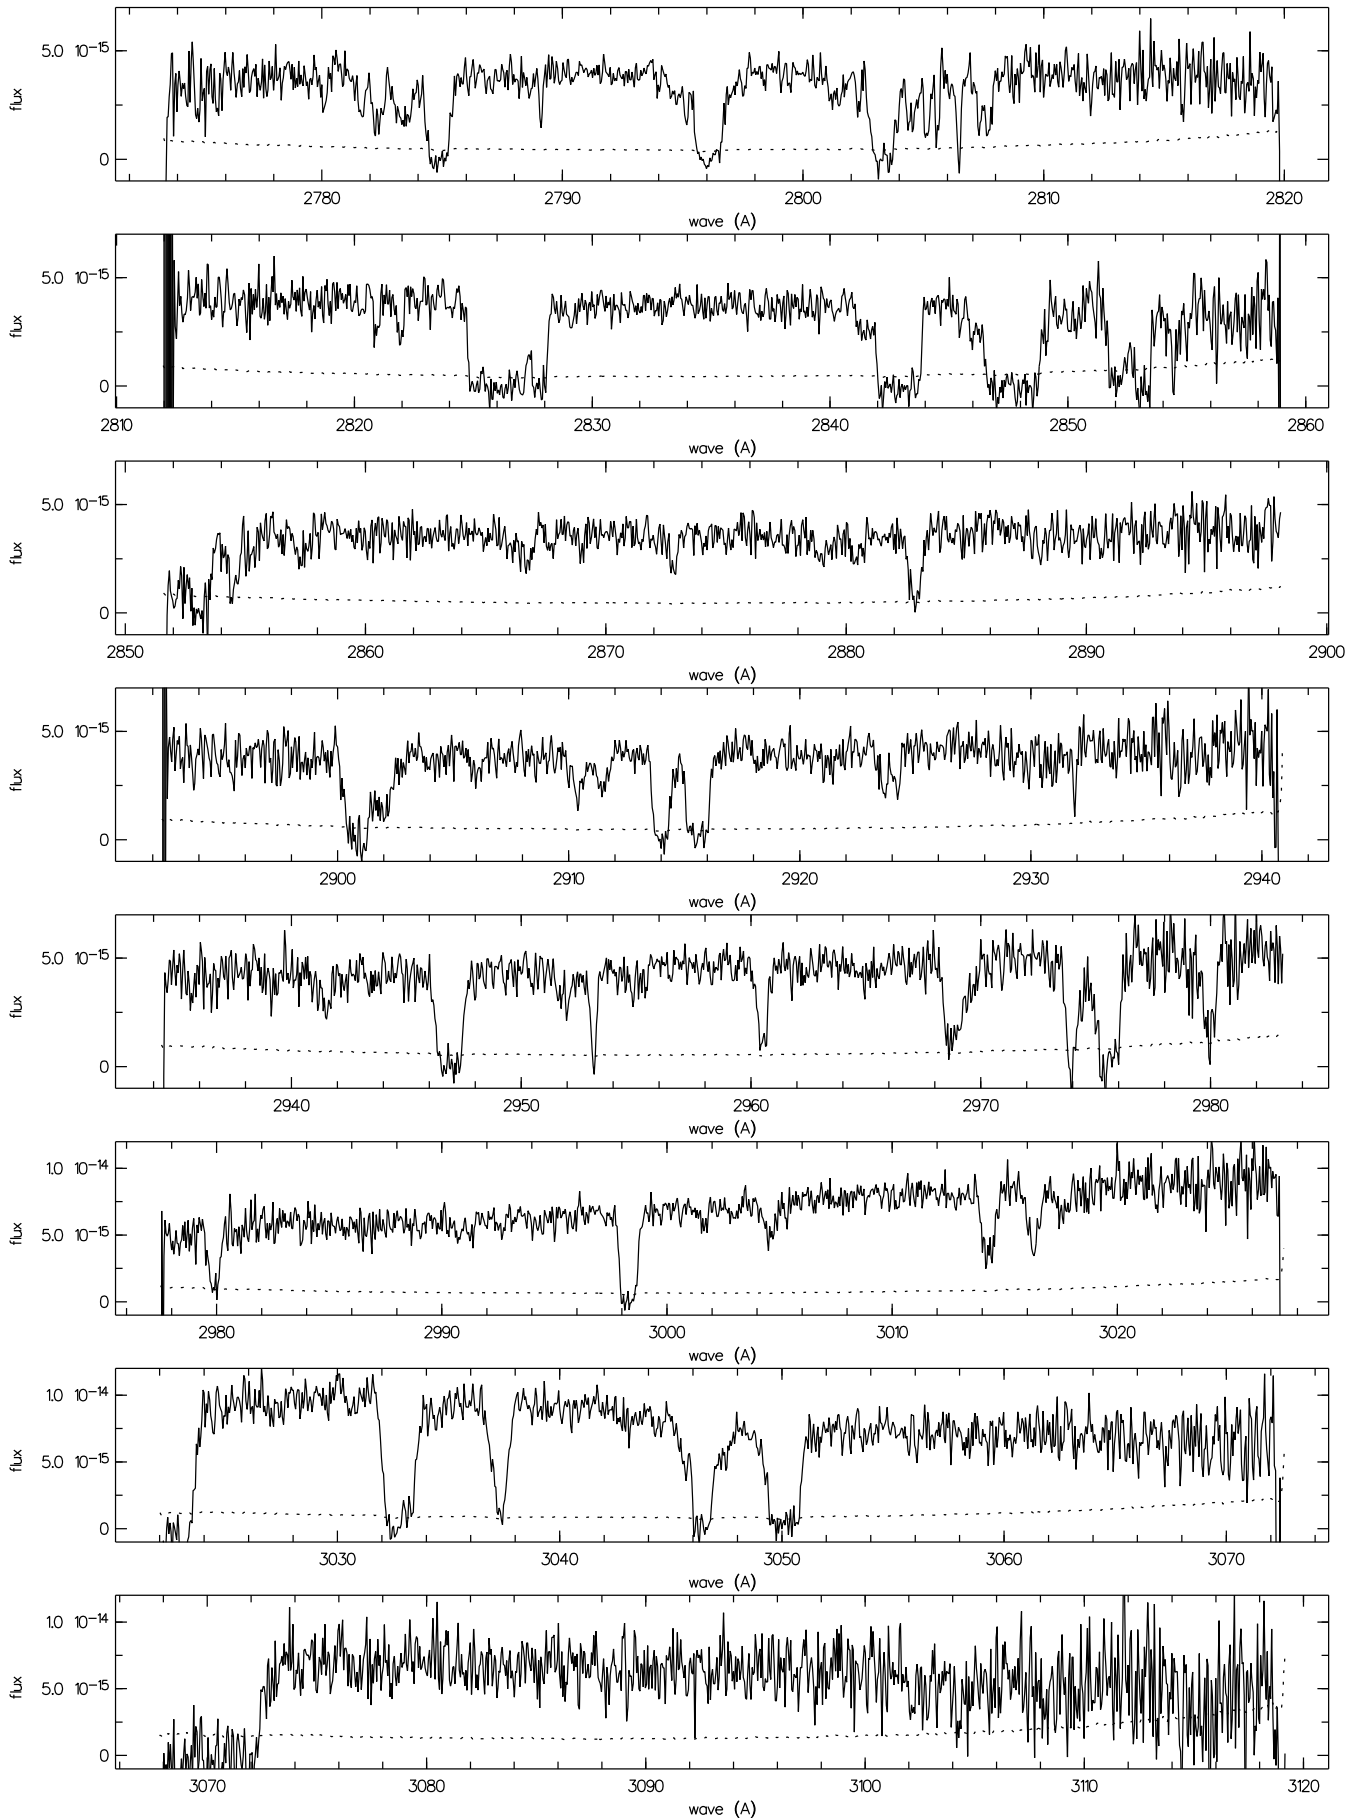 5.0 10⁻¹⁵
flux
0
2780 2790 2800 2810 2820
wave (A)
5.0 10⁻¹⁵
flux
0
2810 2820 2830 2840 2850 2860
wave (A)
5.0 10⁻¹⁵
flux
0
2850 2860 2870 2880 2890 2900
wave (A)
5.0 10⁻¹⁵
flux
0
2900 2910 2920 2930 2940
wave (A)
5.0 10⁻¹⁵
flux
0
2940 2950 2960 2970 2980
wave (A)
1.0 10⁻¹⁴
5.0 10⁻¹⁵
flux
0
2980 2990 3000 3010 3020
wave (A)
1.0 10⁻¹⁴
5.0 10⁻¹⁵
flux
0
3030 3040 3050 3060 3070
wave (A)
1.0 10⁻¹⁴
5.0 10⁻¹⁵
flux
0
3070 3080 3090 3100 3110 3120
wave (A)